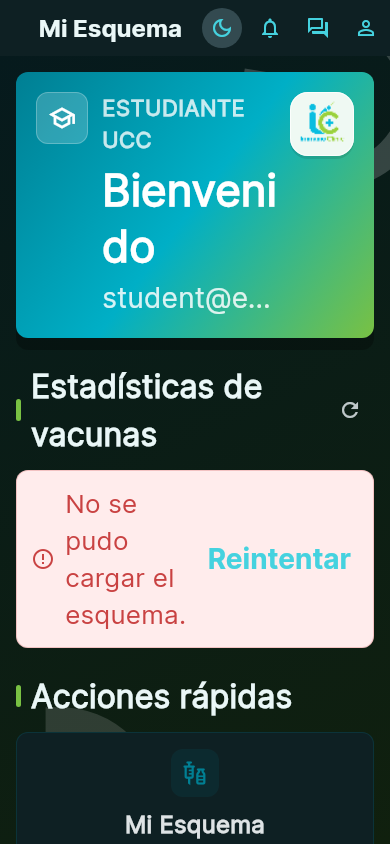 Mi Esquema
ESTUDIANTE
UCC
Bienveni
do
student@e...
Estadísticas de
vacunas
No se
pudo
cargar el
esquema.
Reintentar
Acciones rápidas
Mi Esquema